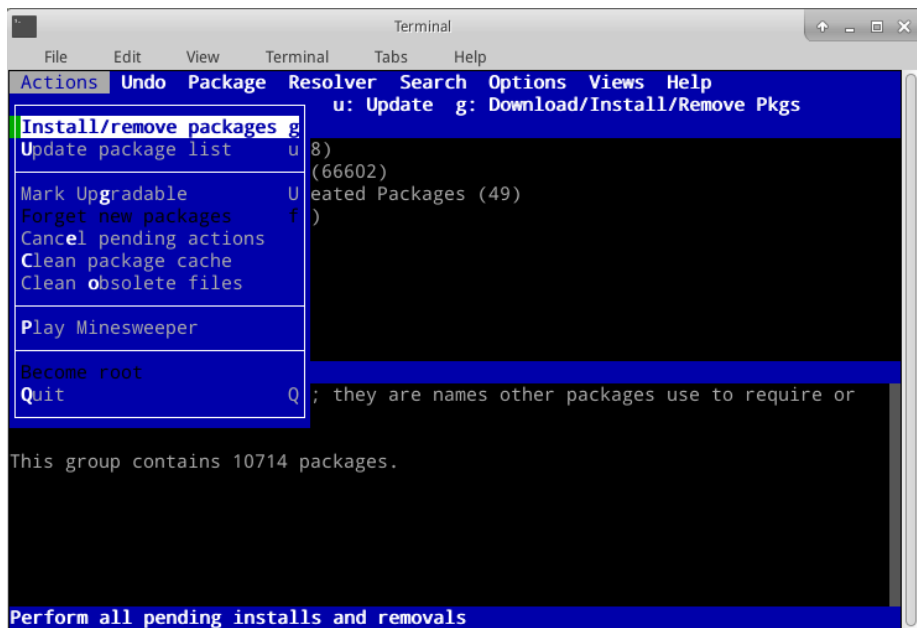 Terminal
File Edit View Terminal Tabs Help
Actions Undo Package Resolver Search Options Views Help
u: Update g: Download/Install/Remove Pkgs
Install/remove packages g
Update package list u 8)
(66602)
Mark Upgradable U eated Packages (49)
Forget new packages f )
Cancel pending actions
Clean package cache
Clean obsolete files
Play Minesweeper
Become root
Quit Q ; they are names other packages use to require or
This group contains 10714 packages.
Perform all pending installs and removals